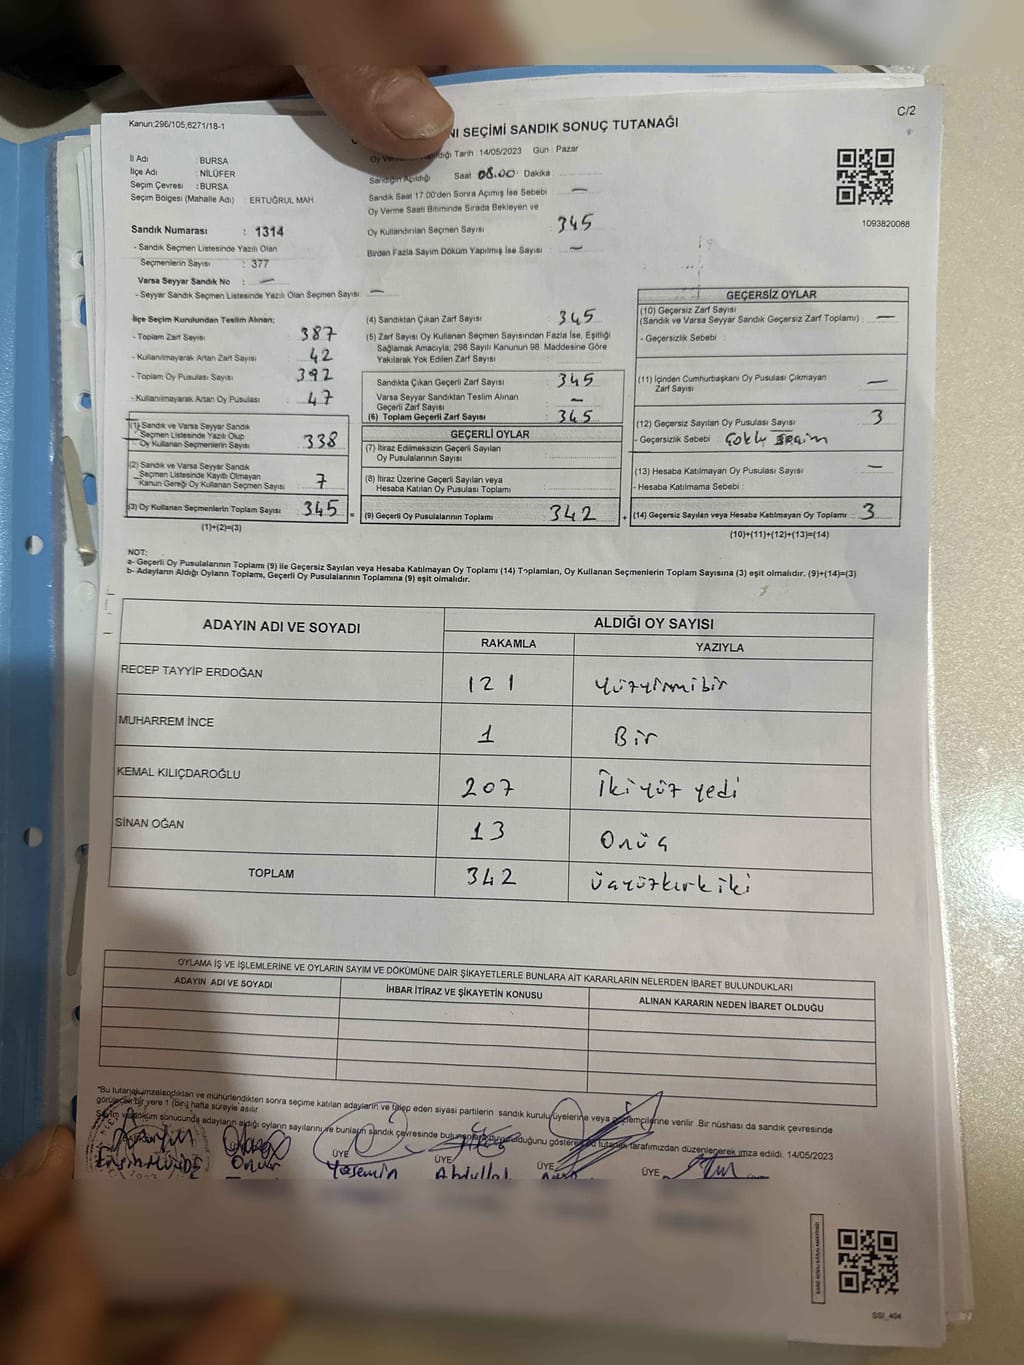 C/2
Kanun;298/105,6271/18-1
NI SEÇİMİ SANDIK SONUÇ TUTANAĞI
Tarih :14/05/2023 Gün : Pazar
İl Adı : BURSA
İlçe Adı : NİLÜFER
Seçim Çevresi : BURSA
Seçim Bölgesi (Mahalle Adı) ERTUĞRUL MAH.
Sandık Numarası : 1314
- Sandık Seçmen Listesinde Yazılı Olan
Seçmenlerin Sayısı : 377
Varsa Seyyar Sandık No : —
- Seyyar Sandık Seçmen Listesinde Yazılı Olan Seçmen Sayısı : —
Sandığın Açıldığı Saat 08.00 Dakika
Sandık Saat 17.00'den Sonra Açımış İse Sebebi : —
Oy Verme Saati Bitiminde Sırada Bekleyen ve
Oy Kullandırılan Seçmen Sayısı : 345
Birden Fazla Sayım Döküm Yapılmış İse Sayısı : —
1093820088
İlçe Seçim Kurulundan Teslim Alınan;
- Toplam Zarf Sayısı : 387
- Kullanılmayarak Artan Zarf Sayısı : 42
- Toplam Oy Pusulası Sayısı : 392
- Kullanılmayarak Artan Oy Pusulası : 47
(1) Sandık ve Varsa Seyyar Sandık
Seçmen Listesinde Yazılı Olup
Oy Kullanan Seçmenlerin Sayısı : 338
(2) Sandık ve Varsa Seyyar Sandık
Seçmen Listesinde Kayıtlı Olmayan
Kanun Gereği Oy Kullanan Seçmen Sayısı : 7
(3) Oy Kullanan Seçmenlerin Toplam Sayısı : 345
(1)+(2)=(3)
(4) Sandıktan Çıkan Zarf Sayısı : 345
(5) Zarf Sayısı Oy Kullanan Seçmen Sayısından Fazla İse, Eşitliği
Sağlamak Amacıyla; 298 Sayılı Kanunun 98. Maddesine Göre
Yakılarak Yok Edilen Zarf Sayısı
Sandıkta Çıkan Geçerli Zarf Sayısı : 345
Varsa Seyyar Sandıktan Teslim Alınan
Geçerli Zarf Sayısı : —
(6) Toplam Geçerli Zarf Sayısı : 345
GEÇERLİ OYLAR
(7) İtiraz Edilmeksizin Geçerli Sayılan
Oy Pusulalarının Sayısı :
(8) İtiraz Üzerine Geçerli Sayılan veya
Hesaba Katılan Oy Pusulası Toplamı :
= (9) Geçerli Oy Pusulalarının Toplamı : 342
GEÇERSİZ OYLAR
(10) Geçersiz Zarf Sayısı
(Sandık ve Varsa Seyyar Sandık Geçersiz Zarf Toplamı) : —
- Geçersizlik Sebebi :
(11) İçinden Cumhurbaşkanı Oy Pusulası Çıkmayan
Zarf Sayısı : —
(12) Geçersiz Sayılan Oy Pusulası Sayısı : 3
- Geçersizlik Sebebi : Çoklu seçim
(13) Hesaba Katılmayan Oy Pusulası Sayısı : —
- Hesaba Katılmama Sebebi :
+ (14) Geçersiz Sayılan veya Hesaba Katılmayan Oy Toplamı : 3
(10)+(11)+(12)+(13)=(14)
NOT:
a- Geçerli Oy Pusulalarının Toplamı (9) ile Geçersiz Sayılan veya Hesaba Katılmayan Oy Toplamı (14) Toplamları, Oy Kullanan Seçmenlerin Toplam Sayısına (3) eşit olmalıdır. (9)+(14)=(3)
b- Adayların Aldığı Oyların Toplamı, Geçerli Oy Pusulalarının Toplamına (9) eşit olmalıdır.
ADAYIN ADI VE SOYADI ALDIĞI OY SAYISI
RAKAMLA YAZIYLA
RECEP TAYYİP ERDOĞAN 121 Yüzyirmibir
MUHARREM İNCE 1 Bir
KEMAL KILIÇDAROĞLU 207 İkiyüz yedi
SİNAN OĞAN 13 Onüç
TOPLAM 342 Üçyüzkırkiki
OYLAMA İŞ VE İŞLEMLERİNE VE OYLARIN SAYIM VE DÖKÜMÜNE DAİR ŞİKAYETLERLE BUNLARA AİT KARARLARIN NELERDEN İBARET BULUNDUKLARI
ADAYIN ADI VE SOYADI İHBAR İTİRAZ VE ŞİKAYETİN KONUSU ALINAN KARARIN NEDEN İBARET OLDUĞU
"Bu tutanak imzalandıktan ve mühürlendikten sonra seçime katılan adayların ve talep eden siyasi partilerin sandık kurulu üyelerine veya gözlemcilerine verilir. Bir nüshası da sandık çevresinde
görülecek bir yere 1 (bir) hafta süreyle asılır.
Sayım ve döküm sonucunda adayların aldığı oyların sayılarını ve bunların sandık çevresinde tarafımızdan düzenlenerek imza edildi. 14/05/2023
ÜYE ÜYE ÜYE ÜYE
Onur Yasemin Abdullah
SSI_404